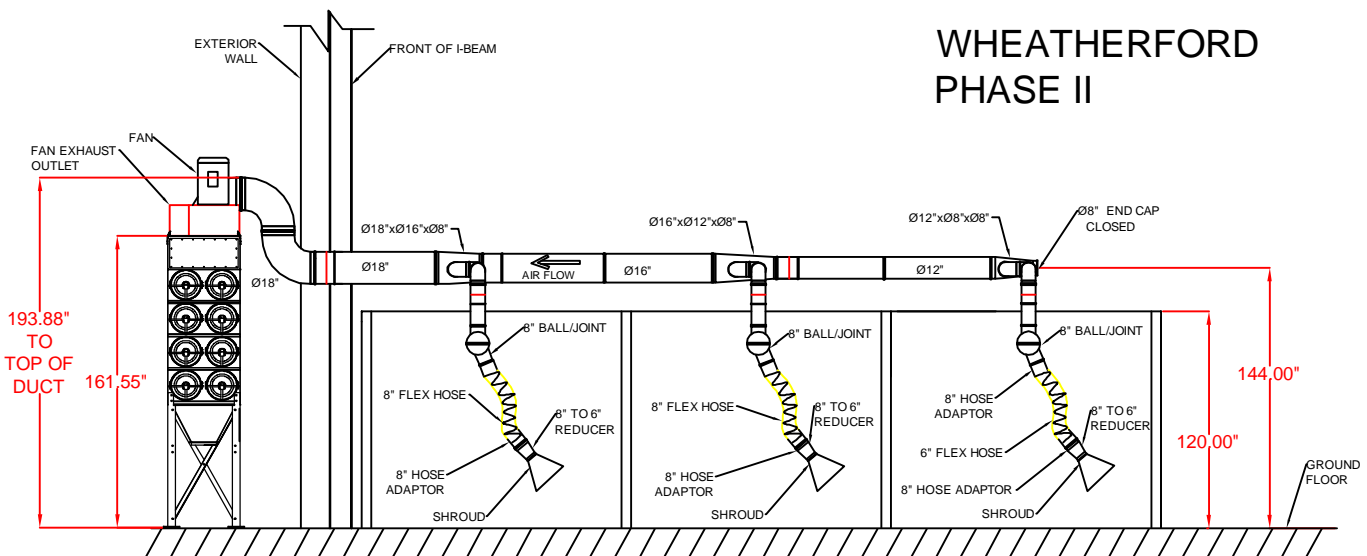 WHEATHERFORD
PHASE II
EXTERIOR
WALL
FRONT OF I-BEAM
FAN
FAN EXHAUST
OUTLET
Ø18"xØ16"xØ8"
Ø16"xØ12"xØ8"
Ø12"xØ8"xØ8"
Ø8" END CAP
CLOSED
Ø18"
Ø18"
AIR FLOW
Ø16"
Ø12"
193.88"
TO
TOP OF
DUCT
161.55"
144.00"
120.00"
8" BALL/JOINT
8" FLEX HOSE
8" TO 6"
REDUCER
8" HOSE
ADAPTOR
SHROUD
8" BALL/JOINT
8" FLEX HOSE
8" TO 6"
REDUCER
8" HOSE
ADAPTOR
SHROUD
8" BALL/JOINT
8" HOSE
ADAPTOR
8" TO 6"
REDUCER
6" FLEX HOSE
8" HOSE ADAPTOR
SHROUD
GROUND
FLOOR